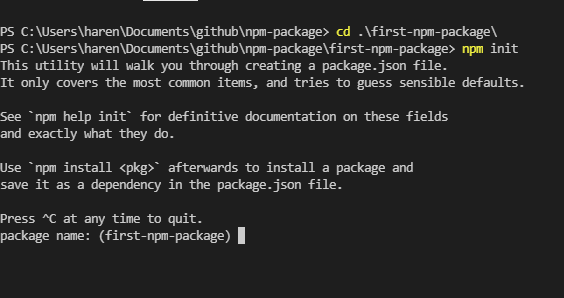 PS C:\Users\haren\Documents\github\npm-package> cd .\first-npm-package\
PS C:\Users\haren\Documents\github\npm-package\first-npm-package> npm init
This utility will walk you through creating a package.json file.
It only covers the most common items, and tries to guess sensible defaults.
See `npm help init` for definitive documentation on these fields
and exactly what they do.
Use `npm install <pkg>` afterwards to install a package and
save it as a dependency in the package.json file.
Press ^C at any time to quit.
package name: (first-npm-package)